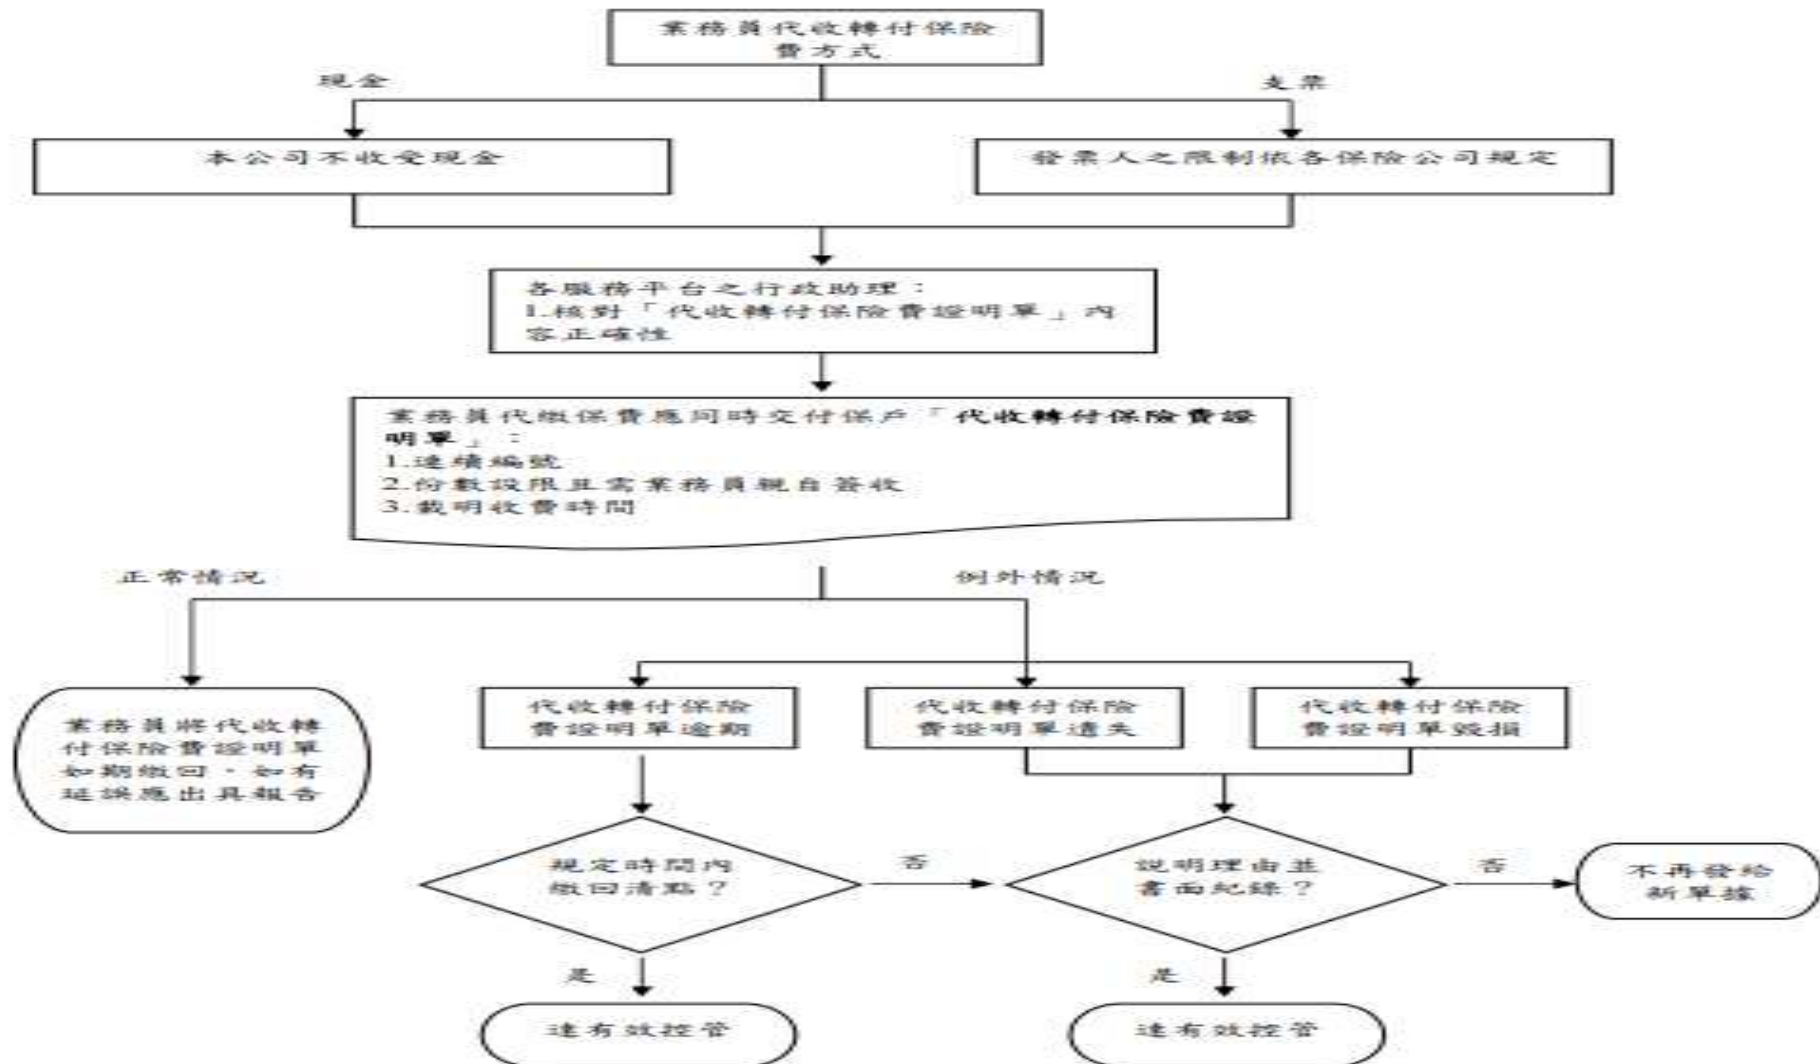 業務員代收轉付保險
費方式
現金
支票
本公司不收受現金
發票人之限制依各保險公司規定
各服務平台之行政助理：
1.核對「代收轉付保險費證明單」內
容正確性
業務員代繳保費應同時交付保戶「代收轉付保險費證
明單」：
1.連續編號
2.份數設限且需業務員親自簽收
3.載明收費時間
正常情況
例外情況
業務員將代收轉
付保險費證明單
如期繳回，如有
延誤應出具報告
代收轉付保險
費證明單逾期
代收轉付保險
費證明單遺失
代收轉付保險
費證明單毀損
規定時間內
繳回清點？
否
說明理由並
書面紀錄？
否
不再發給
新單據
是
是
達有效控管
達有效控管